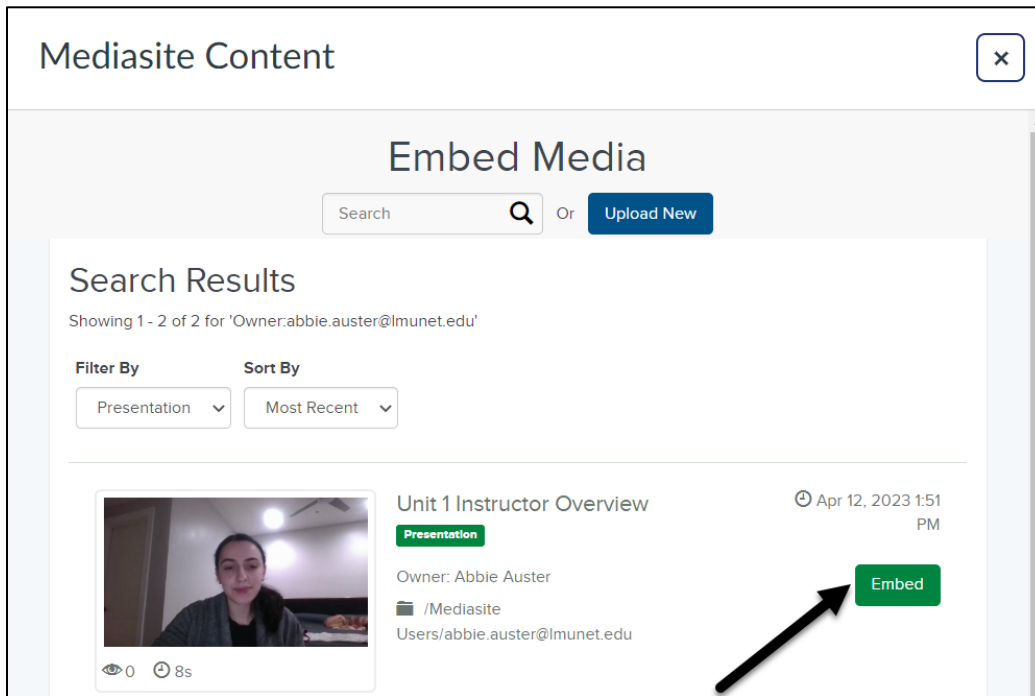 Mediasite Content
×
Embed Media
Search
Or
Upload New
Search Results
Showing 1 - 2 of 2 for 'Owner:abbie.auster@lmunet.edu'
Filter By
Sort By
Presentation
Most Recent
Unit 1 Instructor Overview
Presentation
Owner: Abbie Auster
/Mediasite
Users/abbie.auster@lmunet.edu
Apr 12, 2023 1:51
PM
Embed
0
8s